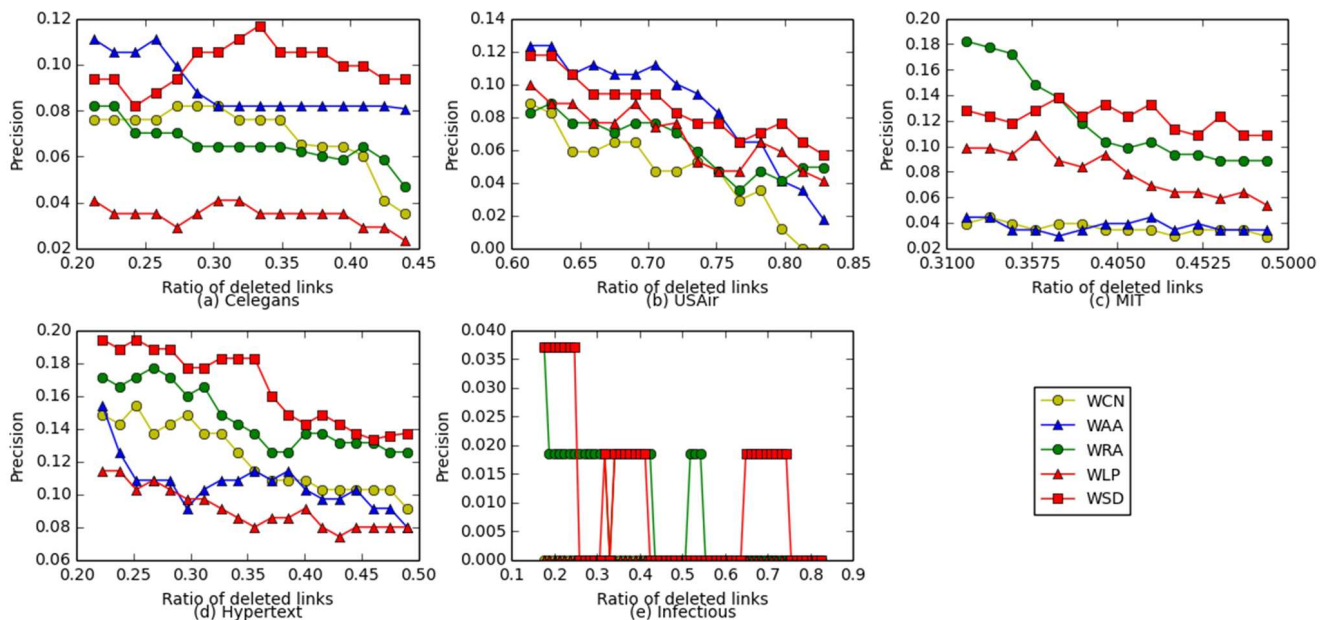 0.12
0.10
0.08
0.06
0.04
0.02
Precision
0.20 0.25 0.30 0.35 0.40 0.45
Ratio of deleted links
(a) Celegans
0.14
0.12
0.10
0.08
0.06
0.04
0.02
0.00
Precision
0.60 0.65 0.70 0.75 0.80 0.85
Ratio of deleted links
(b) USAir
0.20
0.18
0.16
0.14
0.12
0.10
0.08
0.06
0.04
0.02
Precision
0.3100 0.3575 0.4050 0.4525 0.5000
Ratio of deleted links
(c) MIT
0.20
0.18
0.16
0.14
0.12
0.10
0.08
0.06
Precision
0.20 0.25 0.30 0.35 0.40 0.45 0.50
Ratio of deleted links
(d) Hypertext
0.040
0.035
0.030
0.025
0.020
0.015
0.010
0.005
0.000
Precision
0.1 0.2 0.3 0.4 0.5 0.6 0.7 0.8 0.9
Ratio of deleted links
(e) Infectious
WCN
WAA
WRA
WLP
WSD